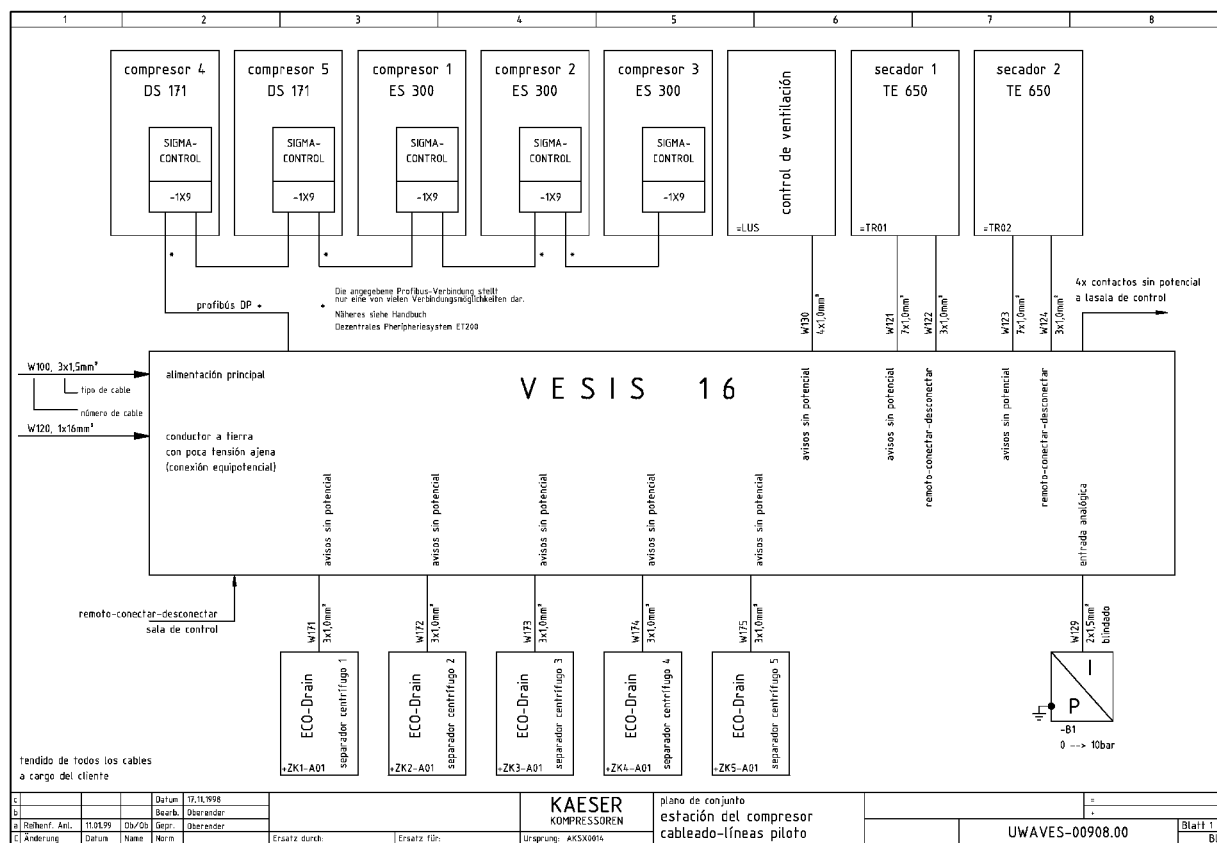 1 2 3 4 5 6 7 8
compresor 4
DS 171
SIGMA-
CONTROL
-1X9
compresor 5
DS 171
SIGMA-
CONTROL
-1X9
compresor 1
ES 300
SIGMA-
CONTROL
-1X9
compresor 2
ES 300
SIGMA-
CONTROL
-1X9
compresor 3
ES 300
SIGMA-
CONTROL
-1X9
control de ventilación
=LUS
secador 1
TE 650
=TR01
secador 2
TE 650
=TR02
*
*
*
*
profibús DP *
* Die angegebene Profibus-Verbindung stellt
nur eine von vielen Verbindungsmöglichkeiten dar.
Näheres siehe Handbuch
Dezentrales Pheripheriesystem ET200
W130
4x1,0mm²
W121
7x1,0mm²
W122
3x1,0mm²
W123
7x1,0mm²
W124
3x1,0mm²
4x contactos sin potencial
a lasala de control
W100, 3x1,5mm²
tipo de cable
número de cable
W120, 1x16mm²
alimentación principal
VESIS 16
conductor a tierra
con poca tensión ajena
(conexión equipotencial)
avisos sin potencial
avisos sin potencial
remoto-conectar-desconectar
avisos sin potencial
remoto-conectar-desconectar
avisos sin potencial
avisos sin potencial
avisos sin potencial
avisos sin potencial
avisos sin potencial
entrada analógica
remoto-conectar-desconectar
sala de control
W171
3x1,0mm²
W172
3x1,0mm²
W173
3x1,0mm²
W174
3x1,0mm²
W175
3x1,0mm²
W129
2x1,5mm²
blindado
ECO-Drain
separador centrífugo 1
+ZK1-A01
ECO-Drain
separador centrífugo 2
+ZK2-A01
ECO-Drain
separador centrífugo 3
+ZK3-A01
ECO-Drain
separador centrífugo 4
+ZK4-A01
ECO-Drain
separador centrífugo 5
+ZK5-A01
I
P
-B1
0 --> 10bar
tendido de todos los cables
a cargo del cliente
c Datum 17.11.1998
b Bearb. Oberender
a Reihenf. Anl. 11.01.99 Ob/Ob Gepr. Oberender
Änderung Datum Name Norm
Ersatz durch:
Ersatz für:
KAESER
KOMPRESSOREN
Ursprung: AKSX0014
plano de conjunto
estación del compresor
cableado-líneas piloto
=
+
UWAVES-00908.00
Blatt 1